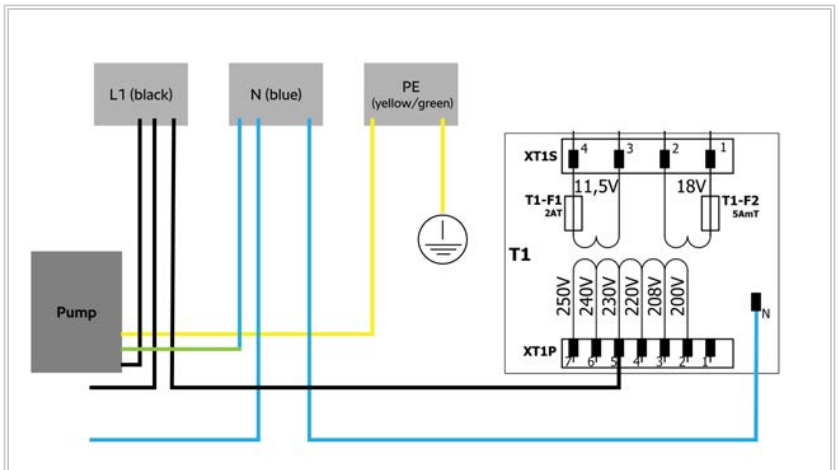 L1 (black)
N (blue)
PE
(yellow/green)
XT1S
4
3
2
1
11,5V
18V
T1-F1
2AT
T1-F2
5AmT
T1
250V
240V
230V
220V
208V
200V
N
Pump
XT1P
7
6
5
4
3
2
1